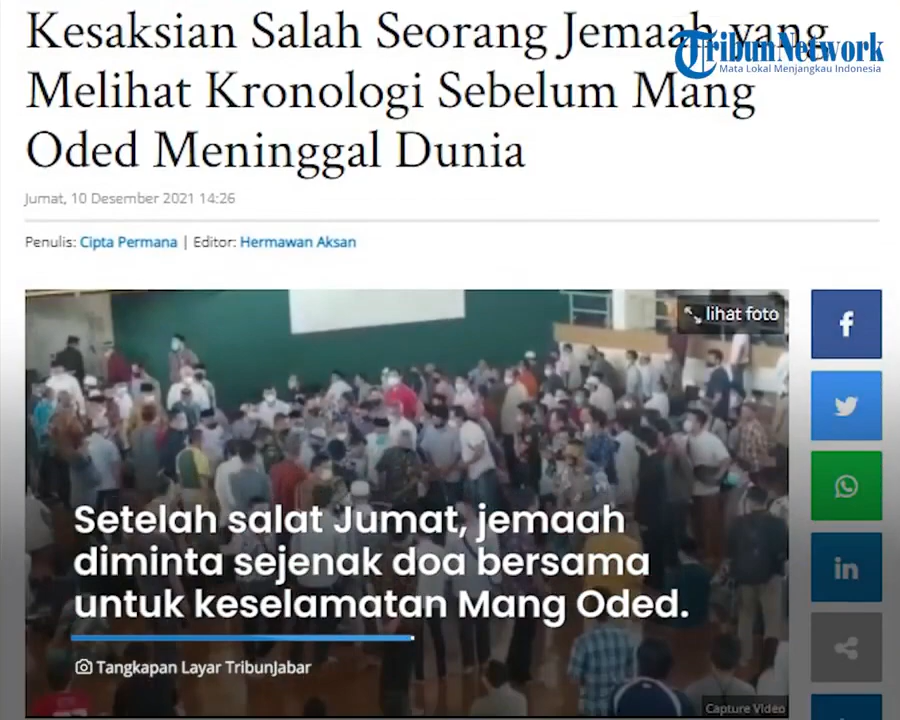 Kesaksian Salah Seorang Jemaah yang
TribunNetwork
Mata Lokal Menjangkau Indonesia
Melihat Kronologi Sebelum Mang
Oded Meninggal Dunia
Jumat, 10 Desember 2021 14:26
Penulis: Cipta Permana | Editor: Hermawan Aksan
lihat foto
Setelah salat Jumat, jemaah
diminta sejenak doa bersama
untuk keselamatan Mang Oded.
Tangkapan Layar TribunJabar
Capture Video
f
in